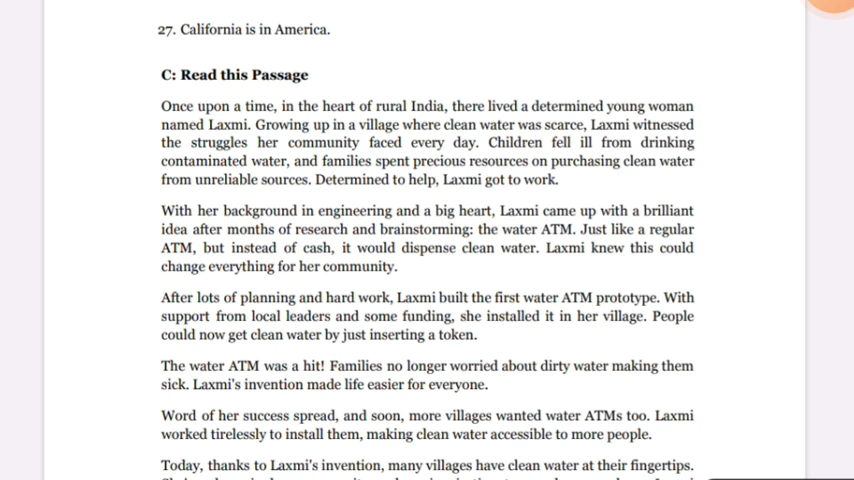 27. California is in America.
C: Read this Passage
Once upon a time, in the heart of rural India, there lived a determined young woman
named Laxmi. Growing up in a village where clean water was scarce, Laxmi witnessed
the struggles her community faced every day. Children fell ill from drinking
contaminated water, and families spent precious resources on purchasing clean water
from unreliable sources. Determined to help, Laxmi got to work.
With her background in engineering and a big heart, Laxmi came up with a brilliant
idea after months of research and brainstorming: the water ATM. Just like a regular
ATM, but instead of cash, it would dispense clean water. Laxmi knew this could
change everything for her community.
After lots of planning and hard work, Laxmi built the first water ATM prototype. With
support from local leaders and some funding, she installed it in her village. People
could now get clean water by just inserting a token.
The water ATM was a hit! Families no longer worried about dirty water making them
sick. Laxmi's invention made life easier for everyone.
Word of her success spread, and soon, more villages wanted water ATMs too. Laxmi
worked tirelessly to install them, making clean water accessible to more people.
Today, thanks to Laxmi's invention, many villages have clean water at their fingertips.